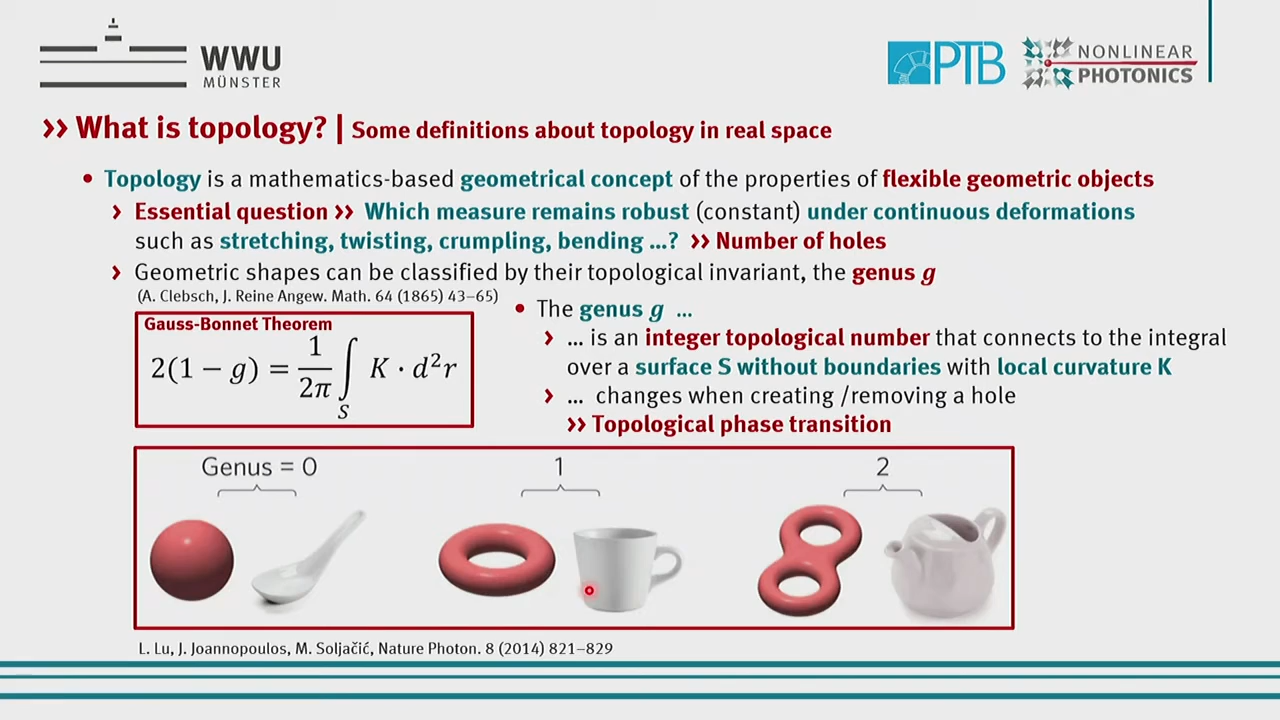 WWU
MÜNSTER
PTB
NONLINEAR
PHOTONICS
›› What is topology? | Some definitions about topology in real space
• Topology is a mathematics-based geometrical concept of the properties of flexible geometric objects
› Essential question ›› Which measure remains robust (constant) under continuous deformations
such as stretching, twisting, crumpling, bending ...? ›› Number of holes
› Geometric shapes can be classified by their topological invariant, the genus g
(A. Clebsch, J. Reine Angew. Math. 64 (1865) 43–65)
Gauss-Bonnet Theorem
2(1 − g) = 1/2π ∫_S K · d²r
• The genus g ...
› ... is an integer topological number that connects to the integral
over a surface S without boundaries with local curvature K
› ... changes when creating /removing a hole
›› Topological phase transition
Genus = 0 1 2
L. Lu, J. Joannopoulos, M. Soljačić, Nature Photon. 8 (2014) 821–829